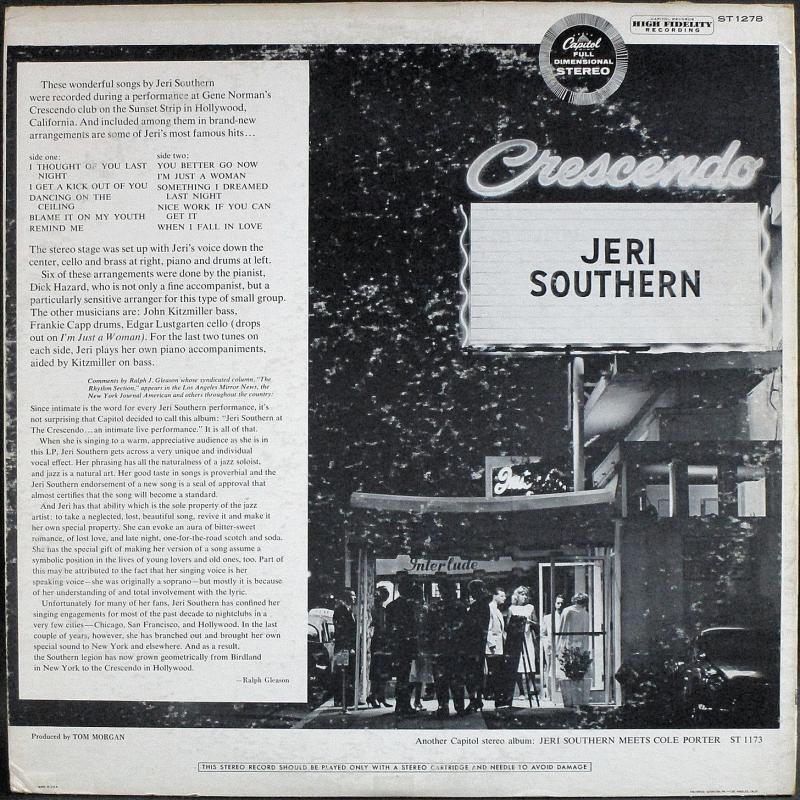 CAPITOL RECORDS
HIGH FIDELITY
RECORDING
ST1278
Capitol
FULL
DIMENSIONAL
STEREO
These wonderful songs by Jeri Southern
were recorded during a performance at Gene Norman's
Crescendo club on the Sunset Strip in Hollywood,
California. And included among them in brand-new
arrangements are some of Jeri's most famous hits...
side one:
I THOUGHT OF YOU LAST
NIGHT
I GET A KICK OUT OF YOU
DANCING ON THE
CEILING
BLAME IT ON MY YOUTH
REMIND ME
side two:
YOU BETTER GO NOW
I'M JUST A WOMAN
SOMETHING I DREAMED
LAST NIGHT
NICE WORK IF YOU CAN
GET IT
WHEN I FALL IN LOVE
The stereo stage was set up with Jeri's voice down the
center, cello and brass at right, piano and drums at left.
Six of these arrangements were done by the pianist,
Dick Hazard, who is not only a fine accompanist, but a
particularly sensitive arranger for this type of small group.
The other musicians are: John Kitzmiller bass,
Frankie Capp drums, Edgar Lustgarten cello (drops
out on I'm Just a Woman). For the last two tunes on
each side, Jeri plays her own piano accompaniments,
aided by Kitzmiller on bass.
Comments by Ralph J. Gleason whose syndicated column, "The
Rhythm Section," appears in the Los Angeles Mirror News, the
New York Journal American and others throughout the country:
Since intimate is the word for every Jeri Southern performance, it's
not surprising that Capitol decided to call this album: "Jeri Southern at
The Crescendo...an intimate live performance." It is all of that.
When she is singing to a warm, appreciative audience as she is in
this LP, Jeri Southern gets across a very unique and individual
vocal effect. Her phrasing has all the naturalness of a jazz soloist,
and jazz is a natural art. Her good taste in songs is proverbial and the
Jeri Southern endorsement of a new song is a seal of approval that
almost certifies that the song will become a standard.
And Jeri has that ability which is the sole property of the jazz
artist: to take a neglected, lost, beautiful song, revive it and make it
her own special property. She can evoke an aura of bitter-sweet
romance, of lost love, and late night, one-for-the-road scotch and soda.
She has the special gift of making her version of a song assume a
symbolic position in the lives of young lovers and old ones, too. Part of
this may be attributed to the fact that her singing voice is her
speaking voice—she was originally a soprano—but mostly it is because
of her understanding of and total involvement with the lyric.
Unfortunately for many of her fans, Jeri Southern has confined her
singing engagements for most of the past decade to nightclubs in a
very few cities—Chicago, San Francisco, and Hollywood. In the last
couple of years, however, she has branched out and brought her own
special sound to New York and elsewhere. And as a result,
the Southern legion has now grown geometrically from Birdland
in New York to the Crescendo in Hollywood.
—Ralph Gleason
Crescendo
JERI
SOUTHERN
Interlude
Produced by TOM MORGAN
Another Capitol stereo album: JERI SOUTHERN MEETS COLE PORTER ST 1173
THIS STEREO RECORD SHOULD BE PLAYED ONLY WITH A STEREO CARTRIDGE AND NEEDLE TO AVOID DAMAGE